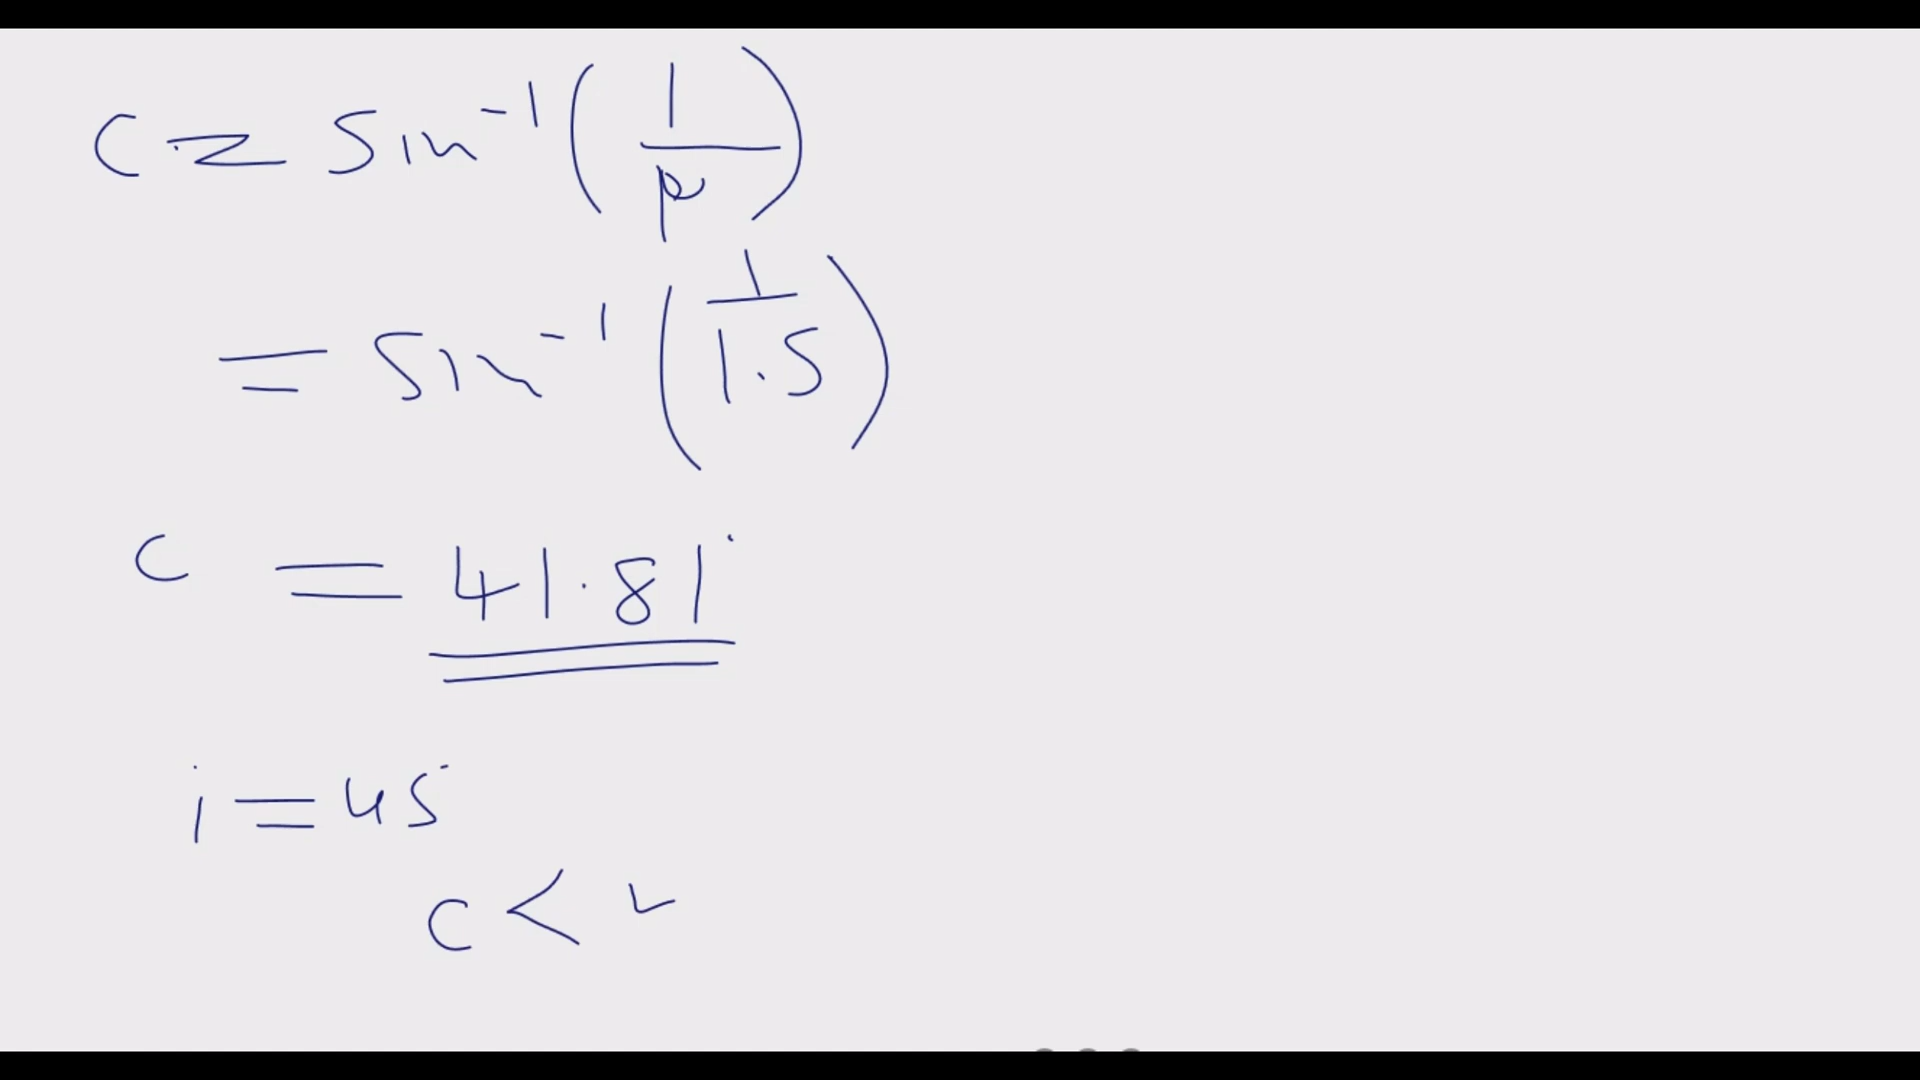 C = Sin⁻¹(1/μ)
= Sin⁻¹(1/1.5)
C = 41.81°
i = 45°
C <